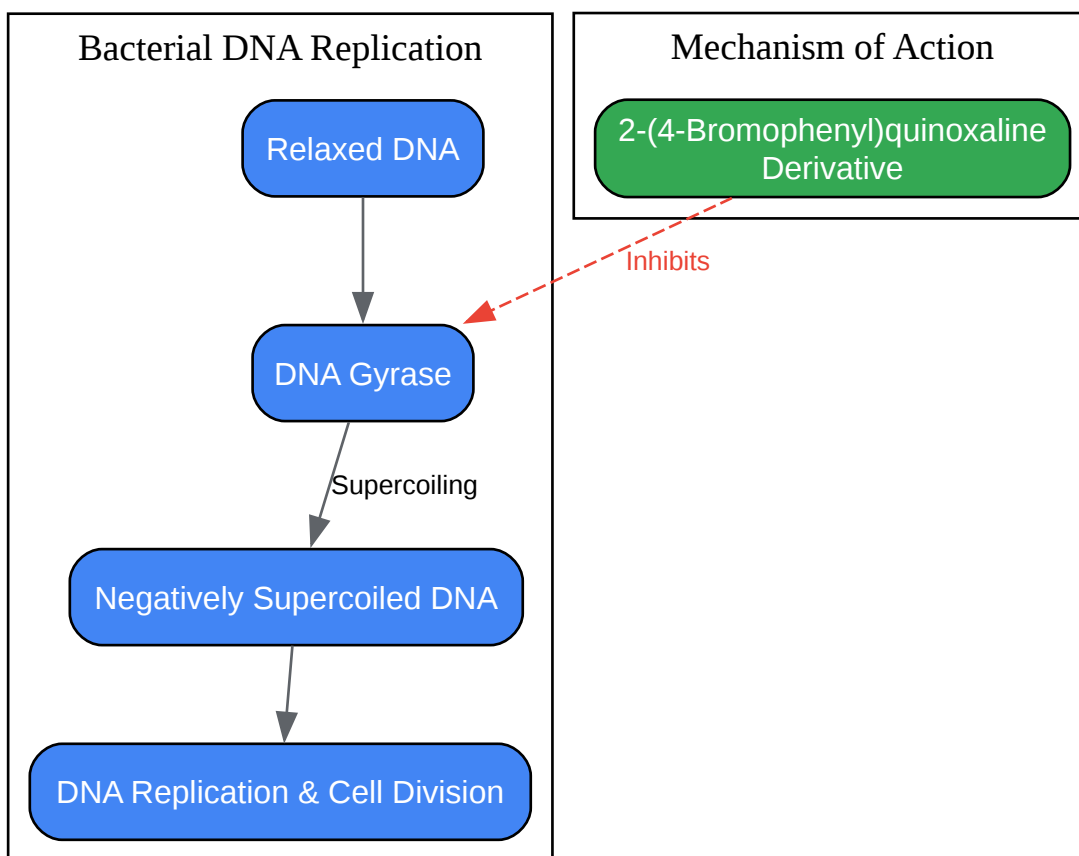 Bacterial DNA Replication
Relaxed DNA
DNA Gyrase
Supercoiling
Negatively Supercoiled DNA
DNA Replication & Cell Division
Mechanism of Action
2-(4-Bromophenyl)quinoxaline
Derivative
Inhibits